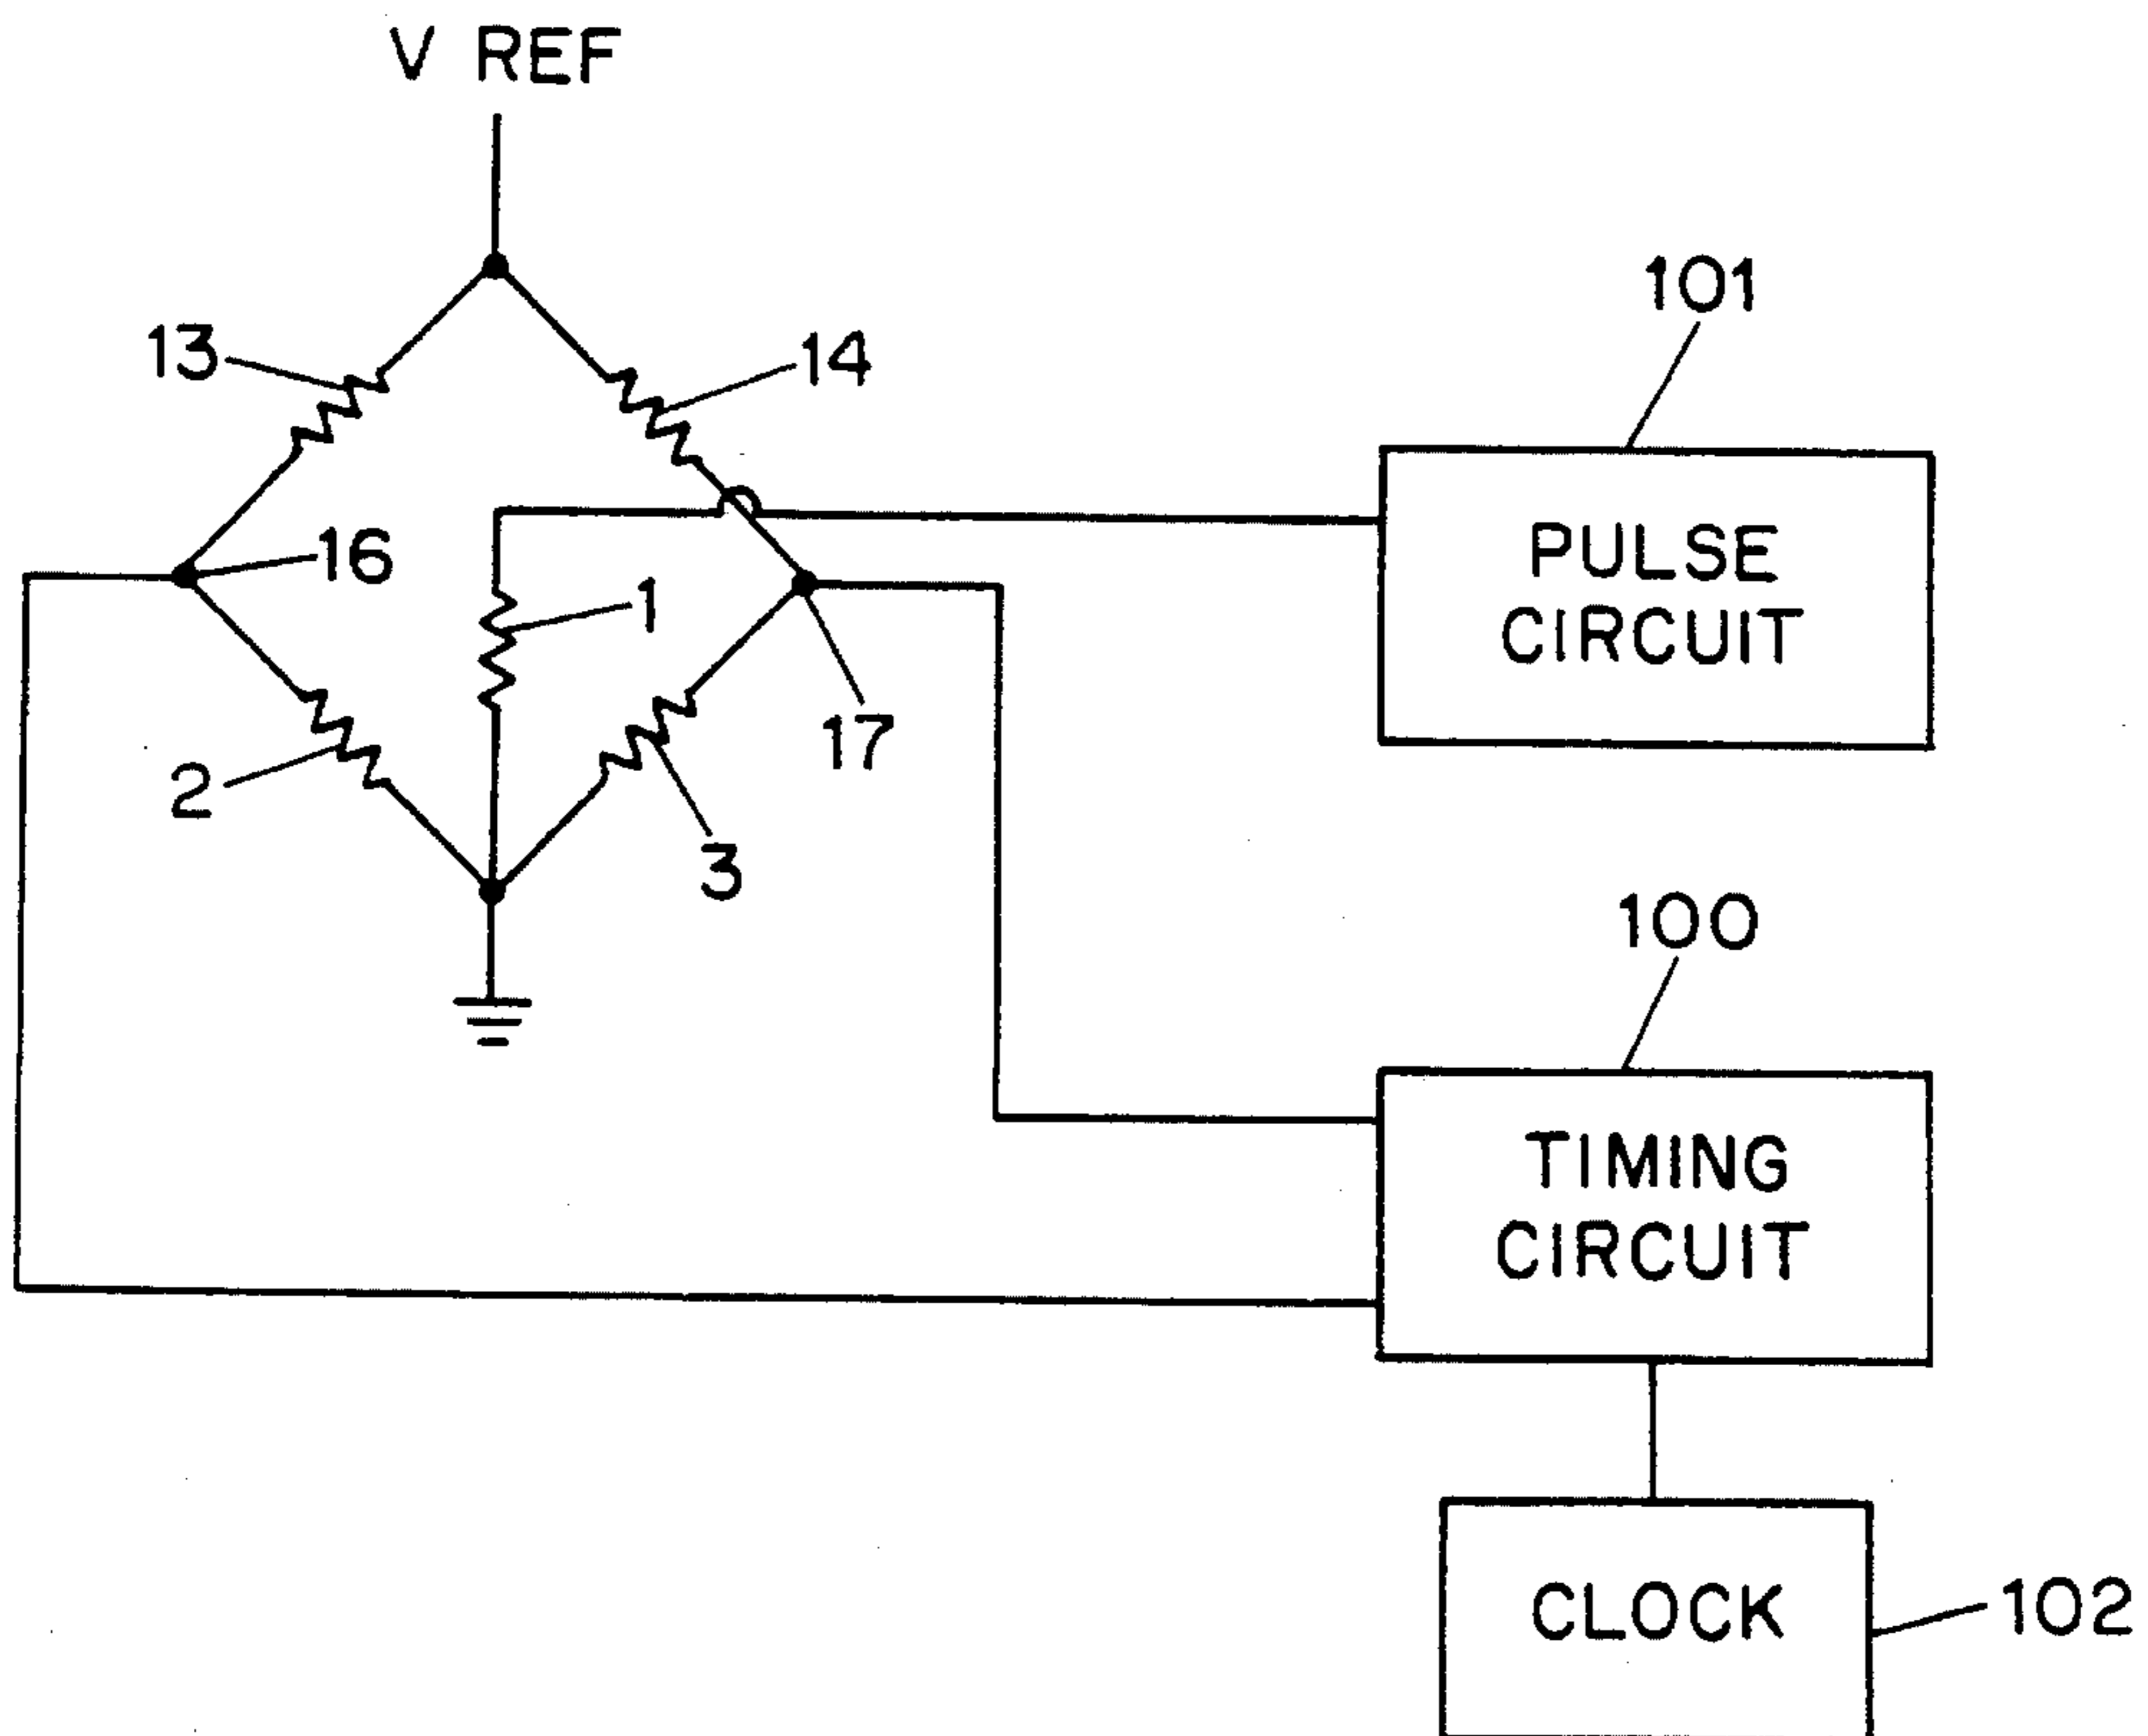 V REF
13
14
101
16
1
PULSE
CIRCUIT
17
2
3
100
TIMING
CIRCUIT
CLOCK
102